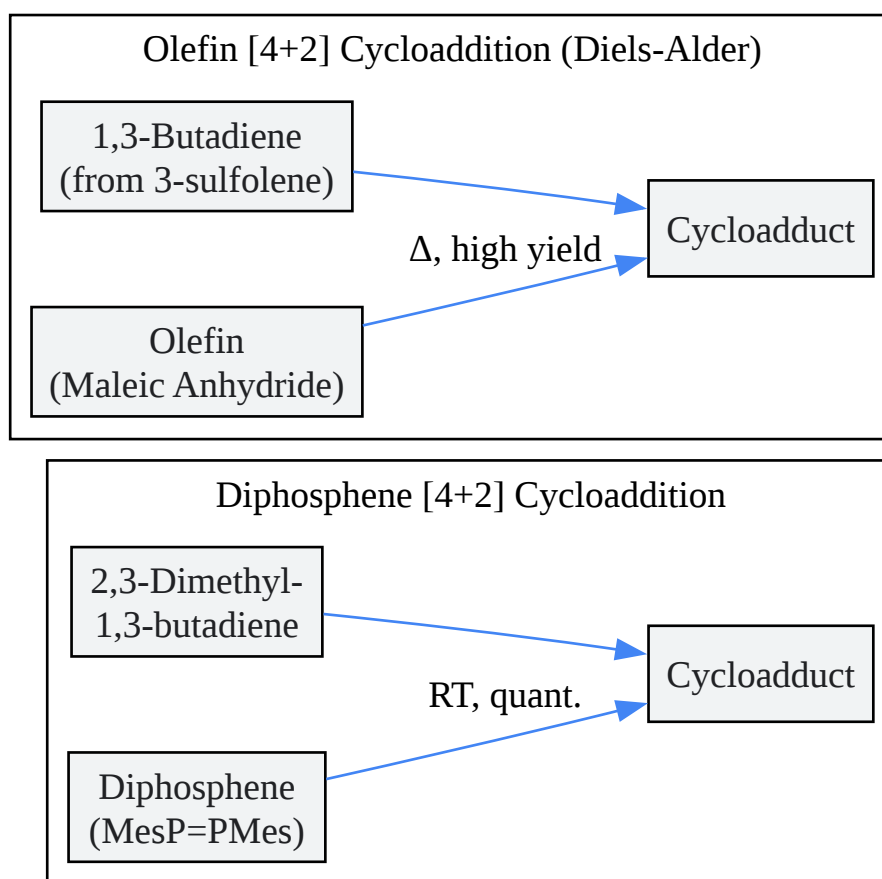 Olefin [4+2] Cycloaddition (Diels-Alder)
1,3-Butadiene
(from 3-sulfolene)
Cycloadduct
Δ, high yield
Olefin
(Maleic Anhydride)
Diphosphene [4+2] Cycloaddition
2,3-Dimethyl-
1,3-butadiene
Cycloadduct
RT, quant.
Diphosphene
(MesP=PMes)